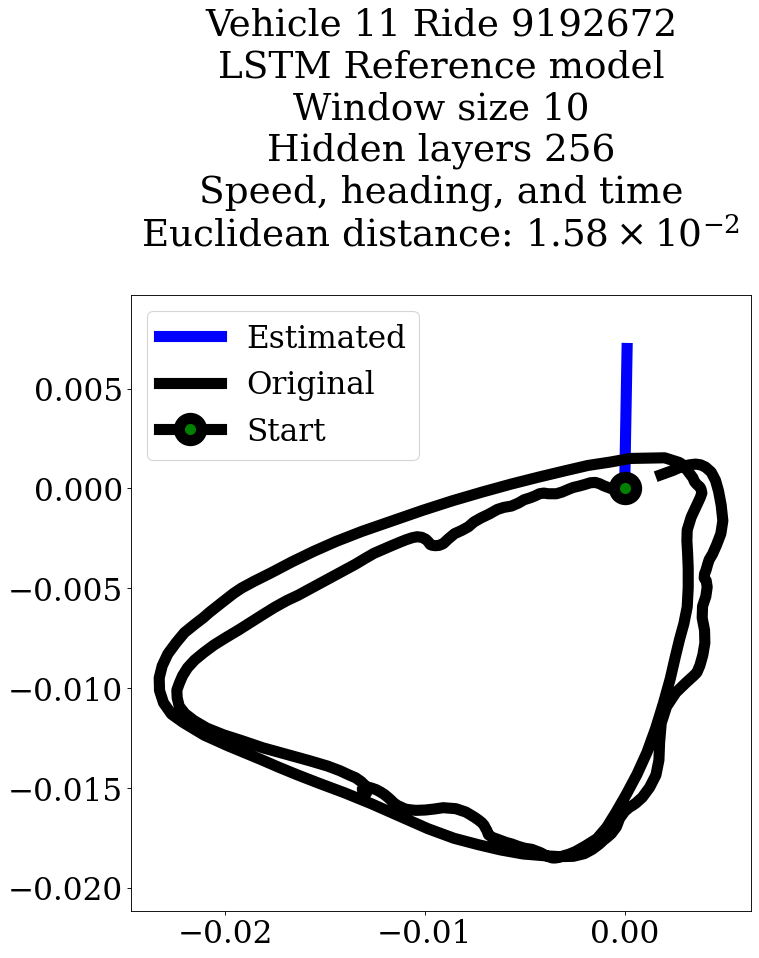 Vehicle 11 Ride 9192672
LSTM Reference model
Window size 10
Hidden layers 256
Speed, heading, and time
Euclidean distance: 1.58 × 10⁻²
Estimated
Original
Start
0.005
0.000
−0.005
−0.010
−0.015
−0.020
−0.02
−0.01
0.00